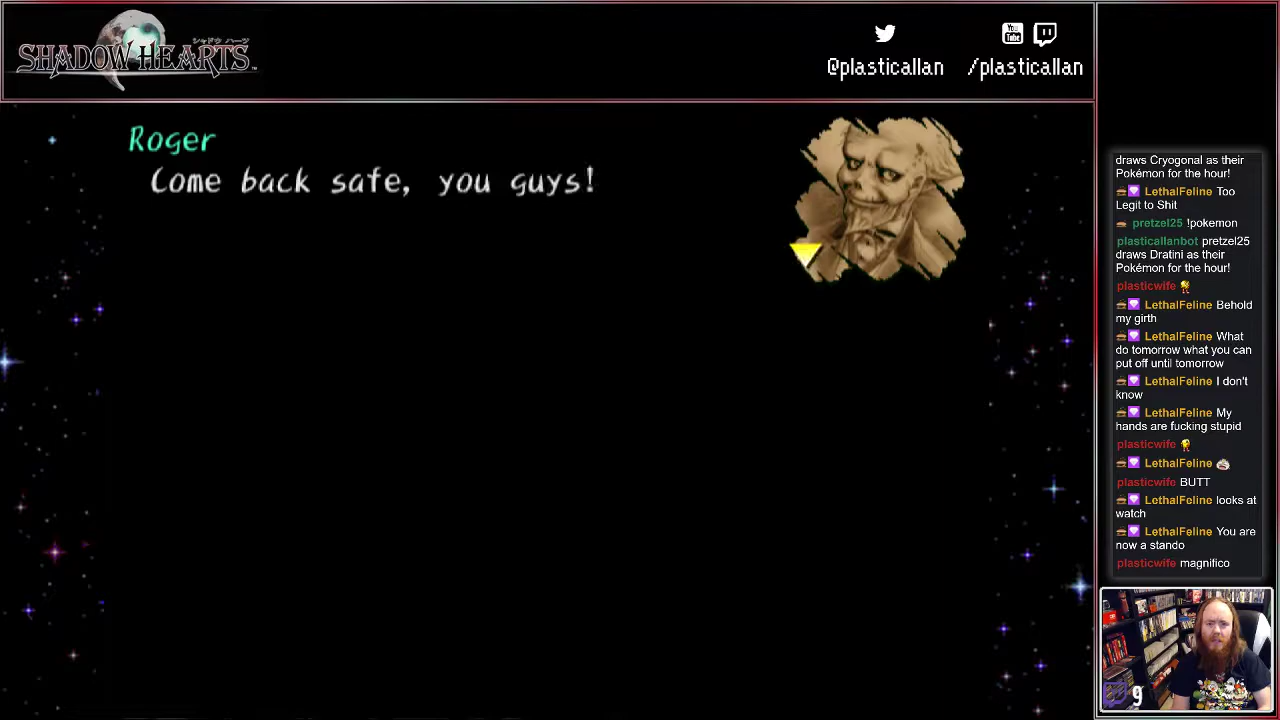 シャドウ ハーツ
SHADOW HEARTS
@plasticallan
You Tube
/plasticallan
Roger
Come back safe, you guys!
draws Cryogonal as their
Pokémon for the hour!
LethalFeline Too
Legit to Shit
pretzel25 !pokemon
plasticallanbot pretzel25
draws Dratini as their
Pokémon for the hour!
plasticwife
LethalFeline Behold
my girth
LethalFeline What
do tomorrow what you can
put off until tomorrow
LethalFeline I don't
know
LethalFeline My
hands are fucking stupid
plasticwife
LethalFeline
plasticwife BUTT
LethalFeline looks at
watch
LethalFeline You are
now a stando
plasticwife magnifico
9